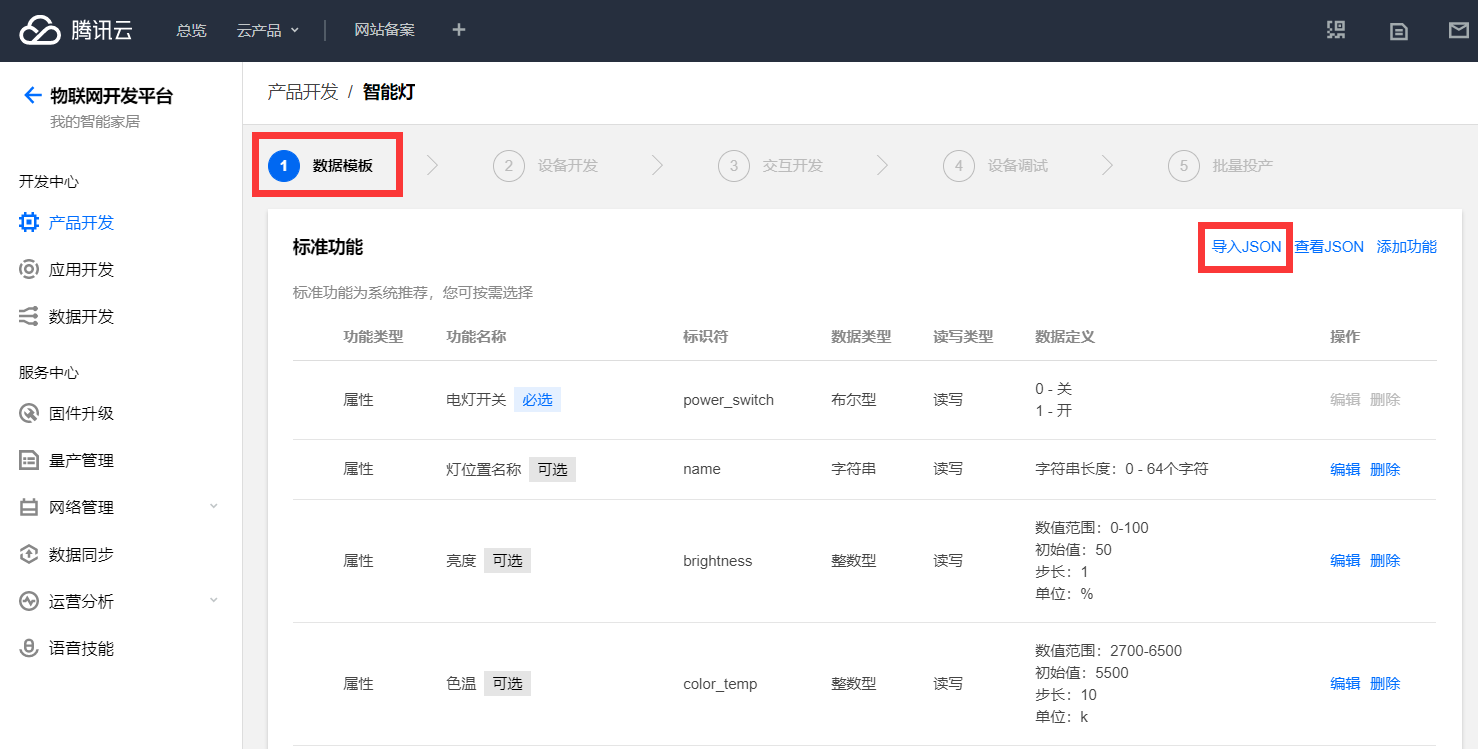 腾讯云 总览 云产品 网站备案 +
物联网开发平台
我的智能家居
开发中心
产品开发
应用开发
数据开发
服务中心
固件升级
量产管理
网络管理
数据同步
运营分析
语音技能
产品开发 / 智能灯
1 数据模板 2 设备开发 3 交互开发 4 设备调试 5 批量投产
标准功能 导入JSON 查看JSON 添加功能
标准功能为系统推荐，您可按需选择
功能类型 功能名称 标识符 数据类型 读写类型 数据定义 操作
属性 电灯开关 必选 power_switch 布尔型 读写 0 - 关 编辑 删除
1 - 开
属性 灯位置名称 可选 name 字符串 读写 字符串长度：0 - 64个字符 编辑 删除
属性 亮度 可选 brightness 整数型 读写 数值范围：0-100 编辑 删除
初始值：50
步长：1
单位：%
属性 色温 可选 color_temp 整数型 读写 数值范围：2700-6500 编辑 删除
初始值：5500
步长：10
单位：k